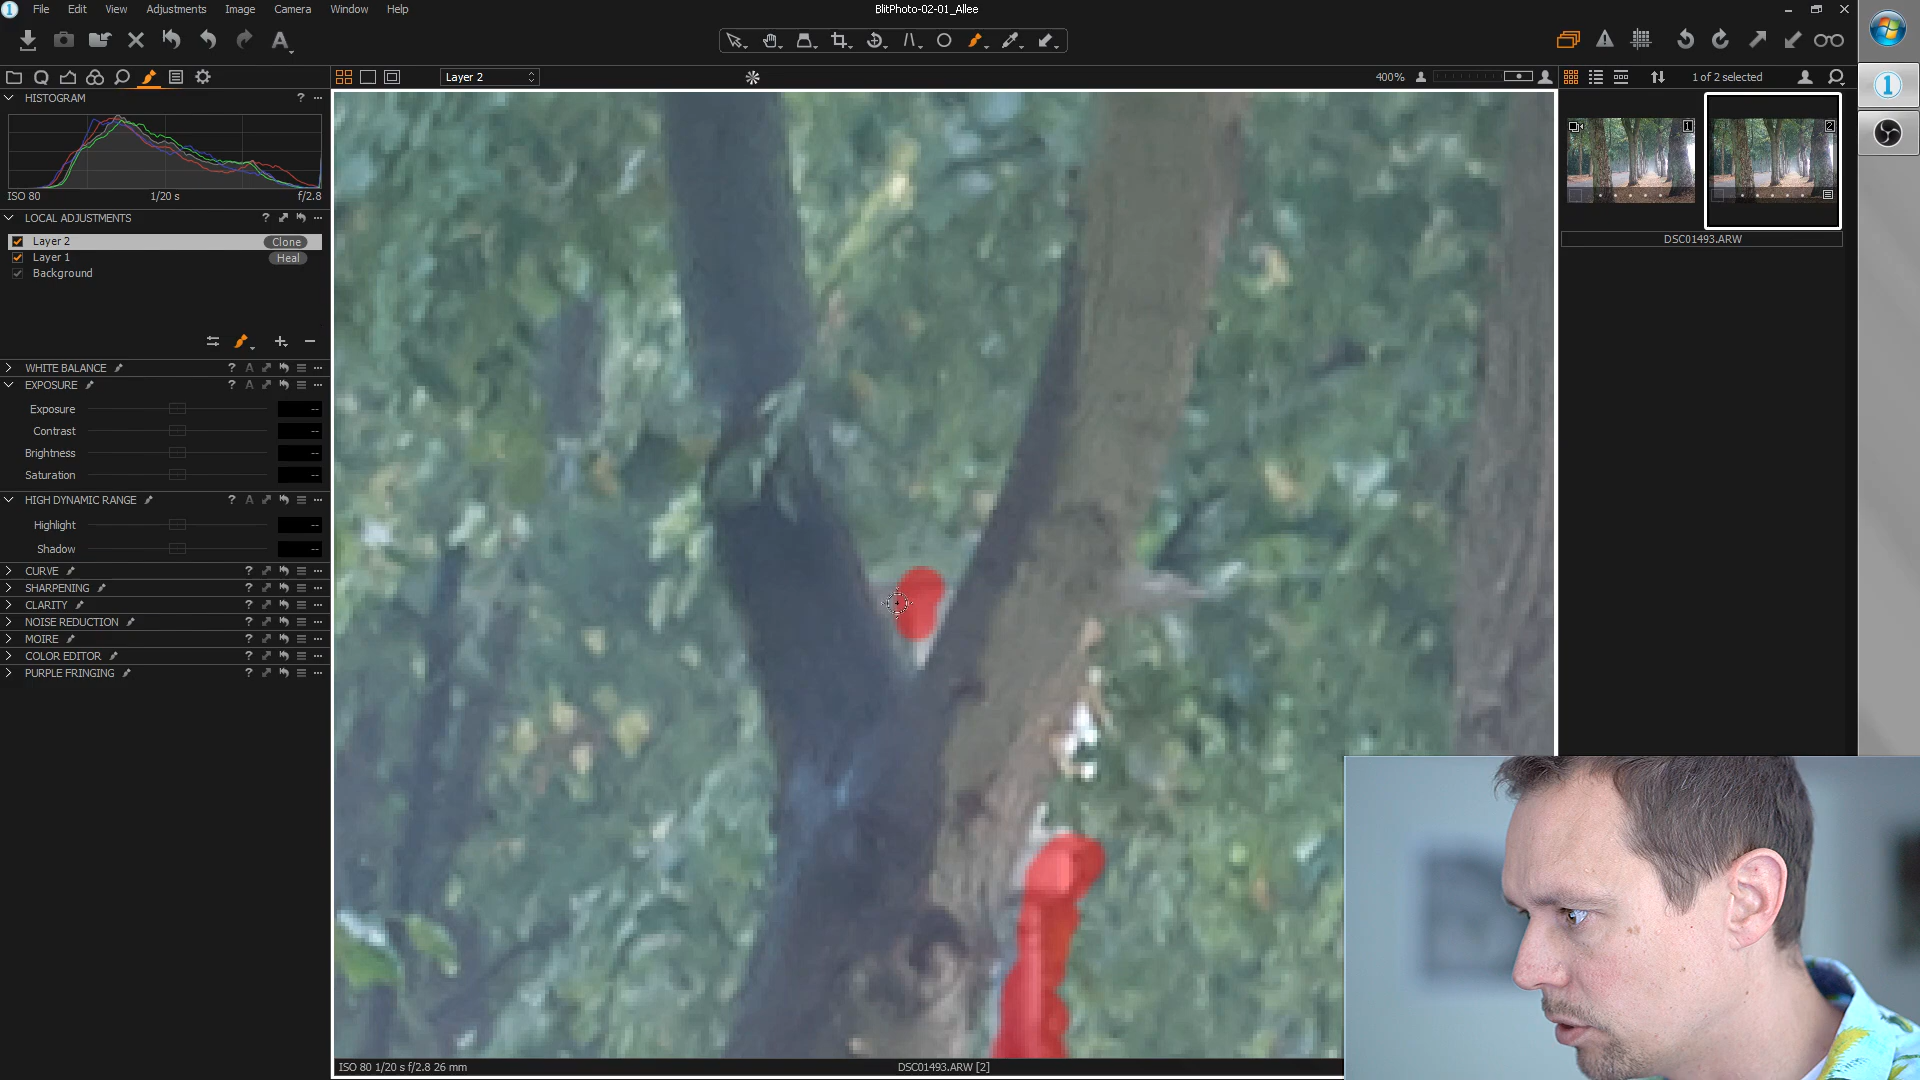 File Edit View Adjustments Image Camera Window Help
BlitPhoto-02-01_Allee
Layer 2
400%
1 of 2 selected
HISTOGRAM
ISO 80 1/20 s f/2.8
LOCAL ADJUSTMENTS
Layer 2 Clone
Layer 1 Heal
Background
WHITE BALANCE
EXPOSURE
Exposure --
Contrast --
Brightness --
Saturation --
HIGH DYNAMIC RANGE
Highlight --
Shadow --
CURVE
SHARPENING
CLARITY
NOISE REDUCTION
MOIRE
COLOR EDITOR
PURPLE FRINGING
1
2
DSC01493.ARW
ISO 80 1/20 s f/2.8 26 mm
DSC01493.ARW [2]